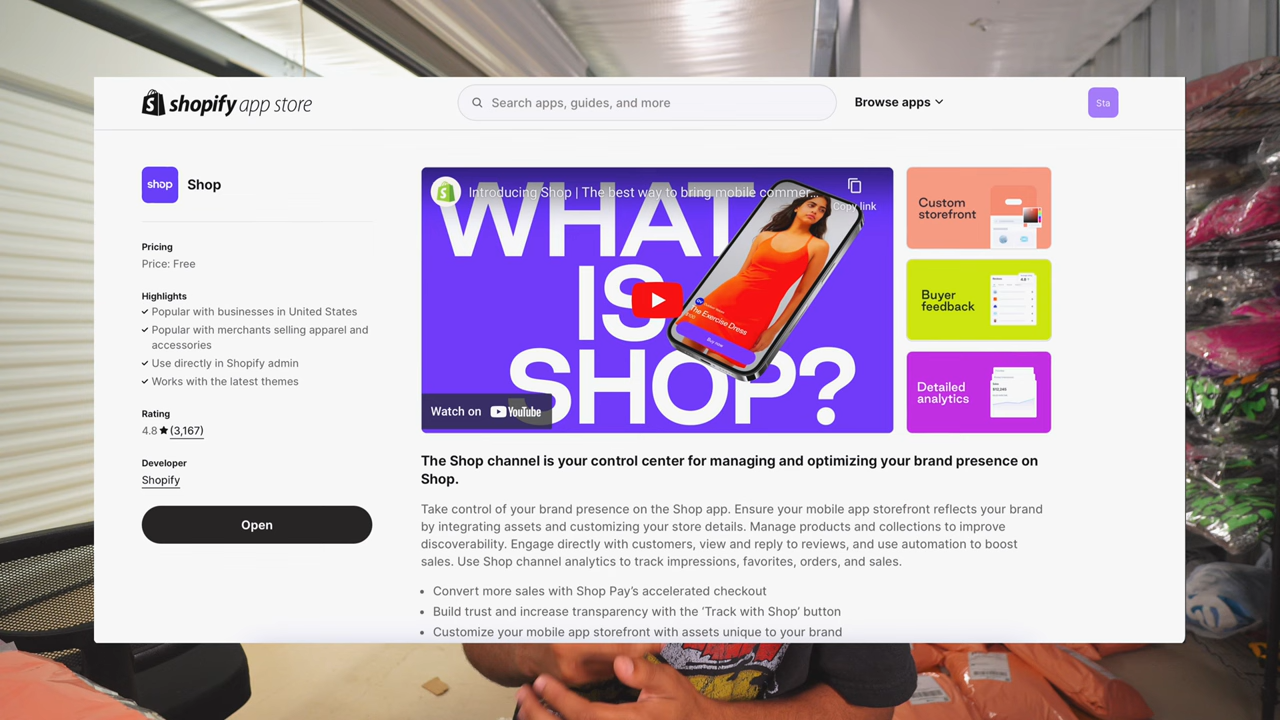 shopify app store
Search apps, guides, and more
Browse apps
Sta
shop
Shop
Pricing
Price: Free
Highlights
Popular with businesses in United States
Popular with merchants selling apparel and
accessories
Use directly in Shopify admin
Works with the latest themes
Rating
4.8★ (3,167)
Developer
Shopify
Open
Introducing Shop | The best way to bring mobile commer...
Copy link
WHAT
IS
SHOP?
The Exercise Dress
Buy now
Watch on YouTube
Custom
storefront
Buyer
feedback
Detailed
analytics
The Shop channel is your control center for managing and optimizing your brand presence on
Shop.
Take control of your brand presence on the Shop app. Ensure your mobile app storefront reflects your brand
by integrating assets and customizing your store details. Manage products and collections to improve
discoverability. Engage directly with customers, view and reply to reviews, and use automation to boost
sales. Use Shop channel analytics to track impressions, favorites, orders, and sales.
• Convert more sales with Shop Pay’s accelerated checkout
• Build trust and increase transparency with the ‘Track with Shop’ button
• Customize your mobile app storefront with assets unique to your brand